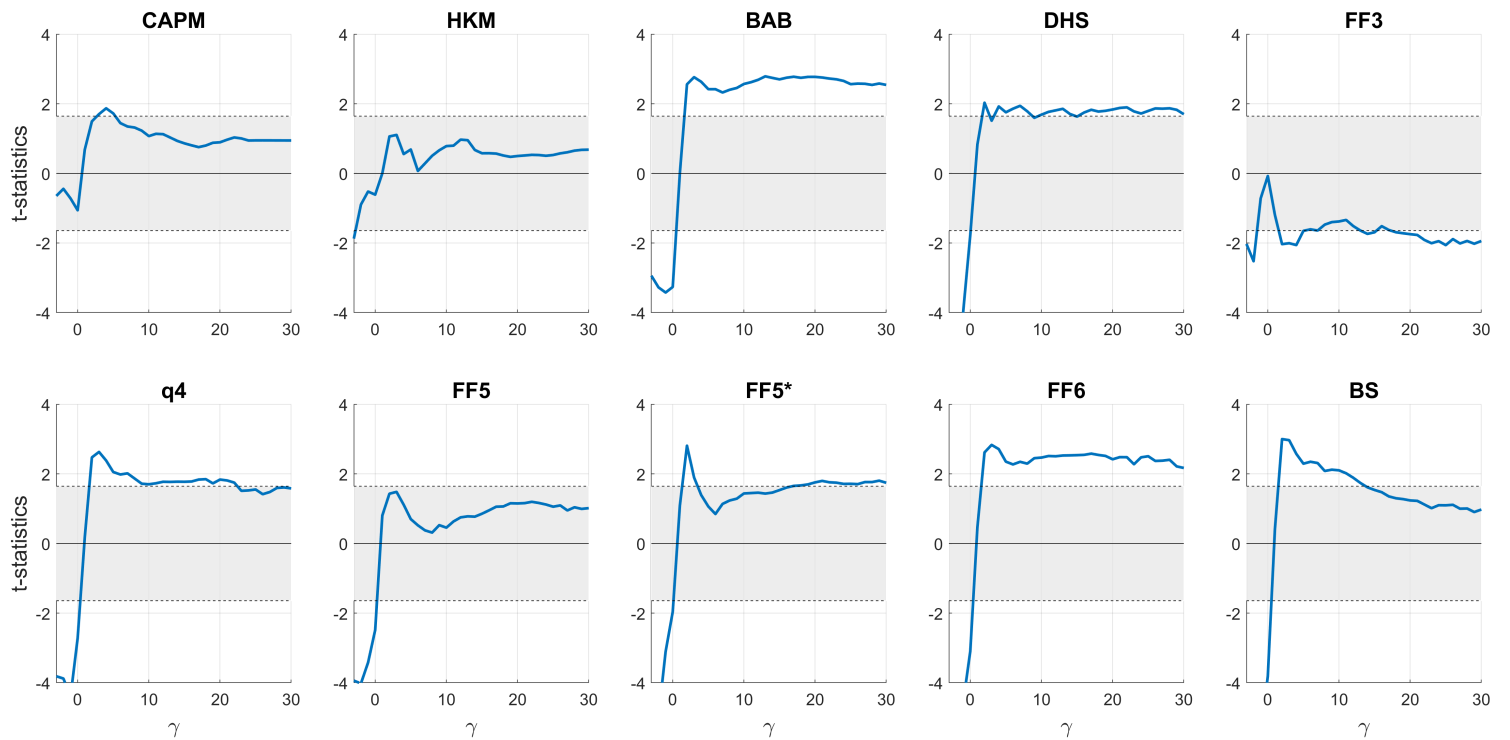 CAPM HKM BAB DHS FF3
4 4 4 4 4
2 2 2 2 2
t-statistics 0 0 0 0 0
-2 -2 -2 -2 -2
-4 -4 -4 -4 -4
0 10 20 30 0 10 20 30 0 10 20 30 0 10 20 30 0 10 20 30
q4 FF5 FF5* FF6 BS
4 4 4 4 4
2 2 2 2 2
t-statistics 0 0 0 0 0
-2 -2 -2 -2 -2
-4 -4 -4 -4 -4
0 10 20 30 0 10 20 30 0 10 20 30 0 10 20 30 0 10 20 30
γ γ γ γ γ